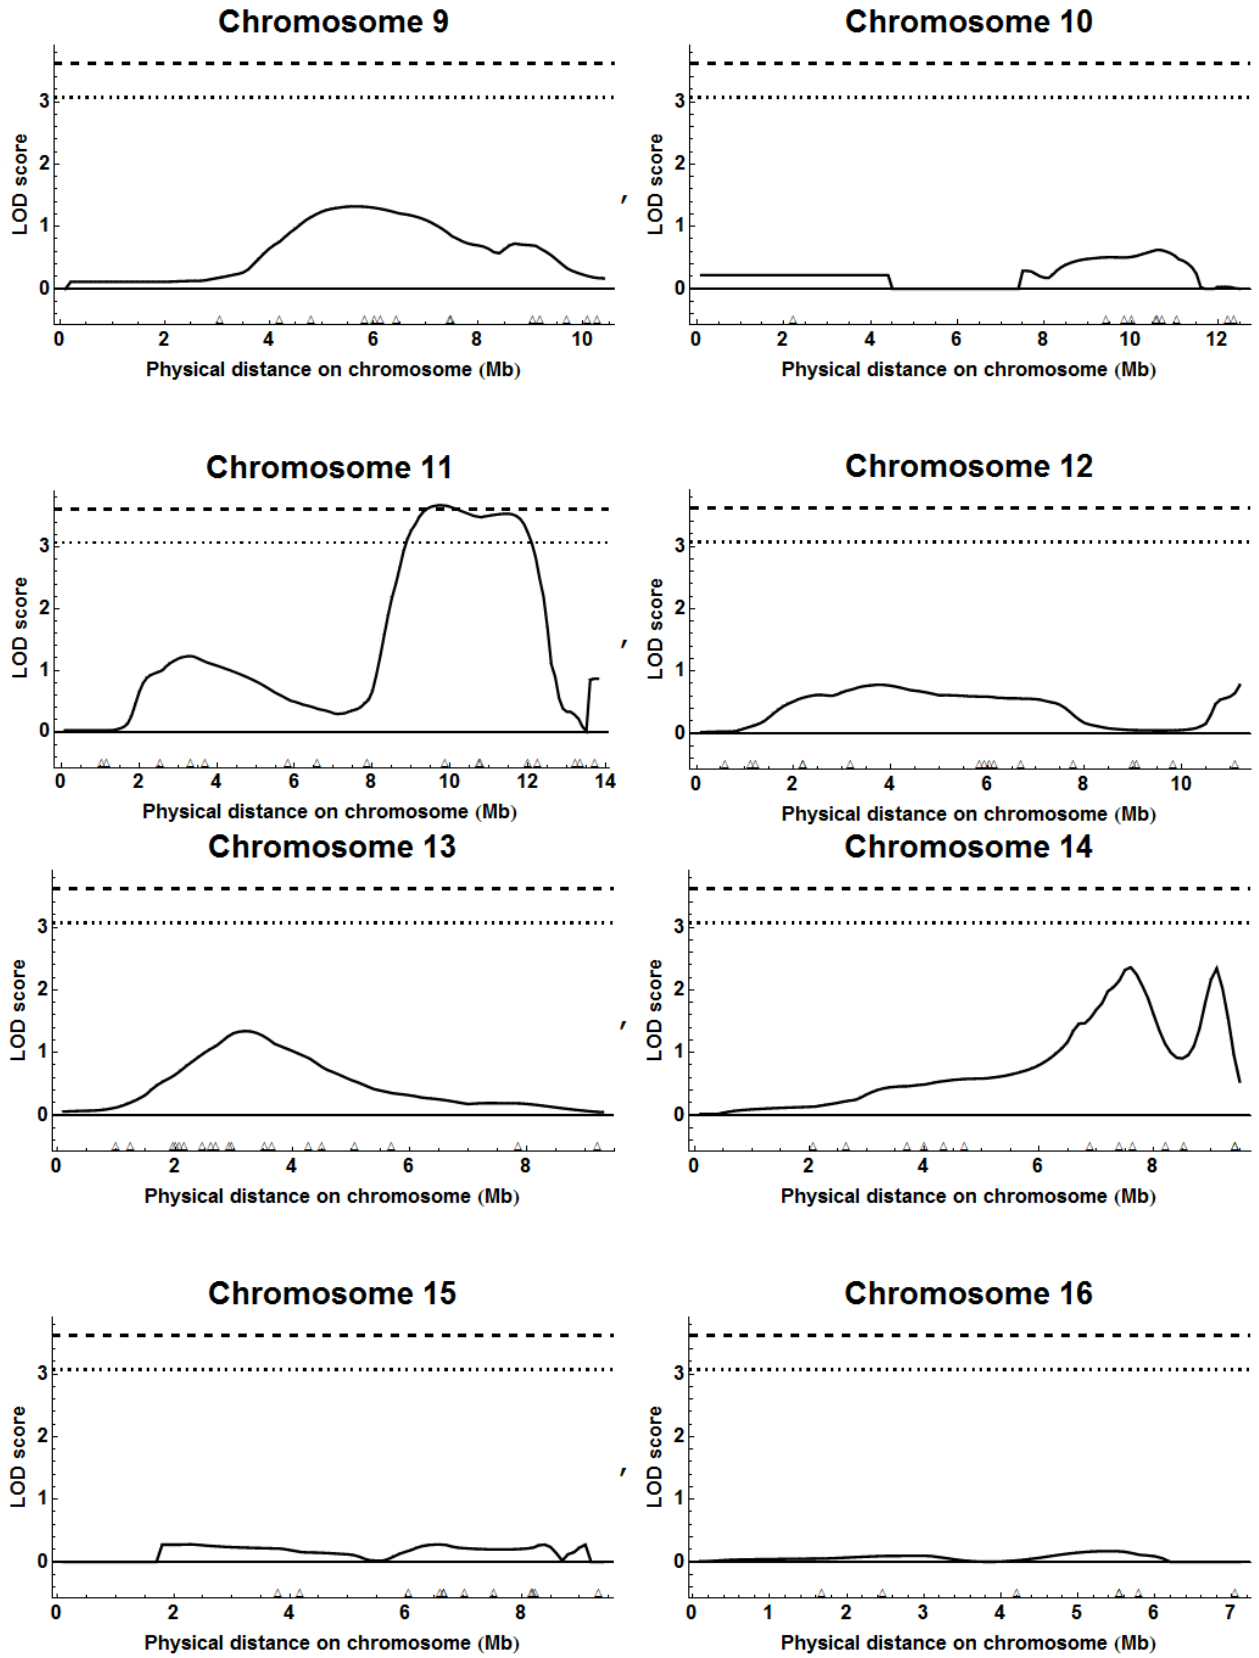 Chromosome 9
3
2
1
0
LOD score
0 2 4 6 8 10
Physical distance on chromosome (Mb)
,
Chromosome 10
3
2
1
0
LOD score
0 2 4 6 8 10 12
Physical distance on chromosome (Mb)
Chromosome 11
3
2
1
0
LOD score
0 2 4 6 8 10 12 14
Physical distance on chromosome (Mb)
,
Chromosome 12
3
2
1
0
LOD score
0 2 4 6 8 10
Physical distance on chromosome (Mb)
Chromosome 13
3
2
1
0
LOD score
0 2 4 6 8
Physical distance on chromosome (Mb)
,
Chromosome 14
3
2
1
0
LOD score
0 2 4 6 8
Physical distance on chromosome (Mb)
Chromosome 15
3
2
1
0
LOD score
0 2 4 6 8
Physical distance on chromosome (Mb)
,
Chromosome 16
3
2
1
0
LOD score
0 1 2 3 4 5 6 7
Physical distance on chromosome (Mb)